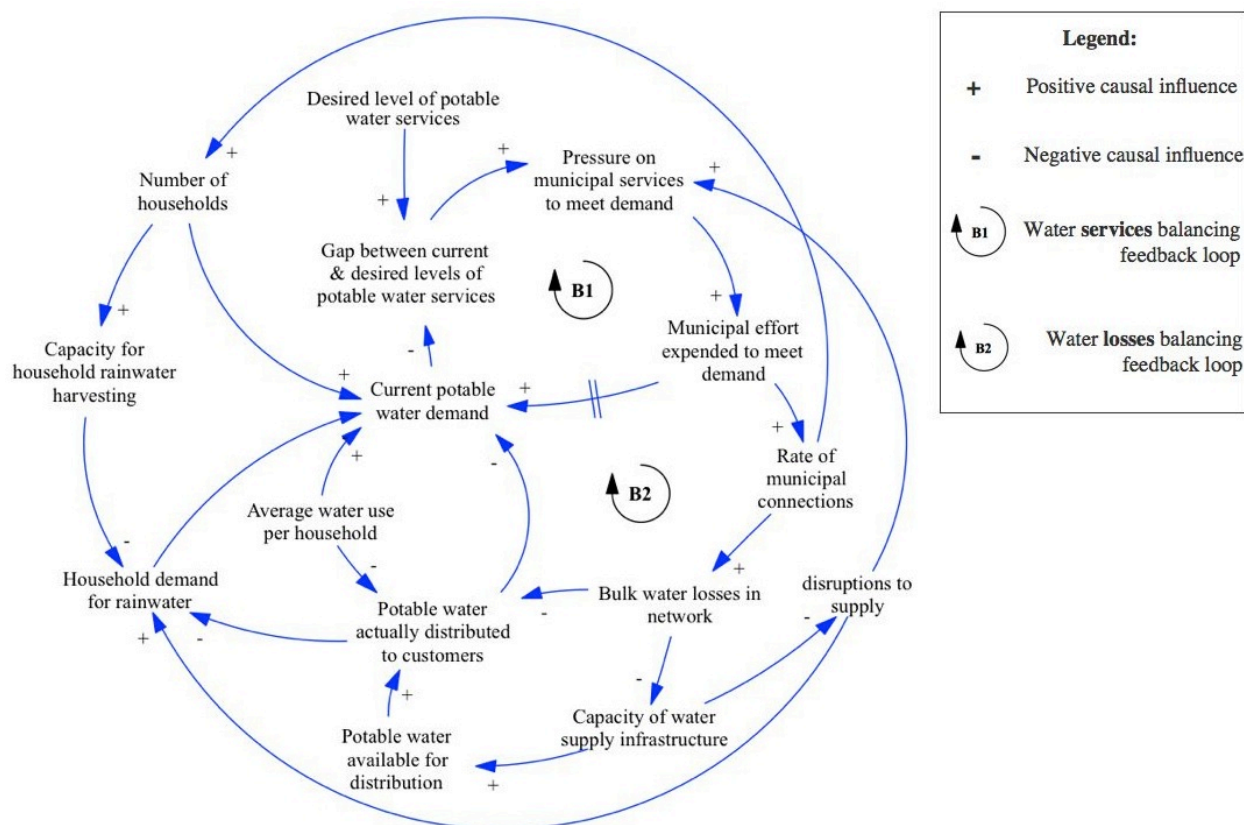 Desired level of potable
water services
+
Number of
households
+
Pressure on
municipal services
to meet demand
+
+
Gap between current
& desired levels of
potable water services
B1
+
Municipal effort
expended to meet
demand
+
Capacity for
household rainwater
harvesting
-
+
Current potable
water demand
+
+
Rate of
municipal
connections
+
-
B2
Average water use
per household
-
-
Household demand
for rainwater
+
-
Potable water
actually distributed
to customers
-
Bulk water losses in
network
+
disruptions to
supply
-
-
+
Capacity of water
supply infrastructure
Potable water
available for
distribution
+
Legend:
+ Positive causal influence
- Negative causal influence
B1 Water services balancing
feedback loop
B2 Water losses balancing
feedback loop